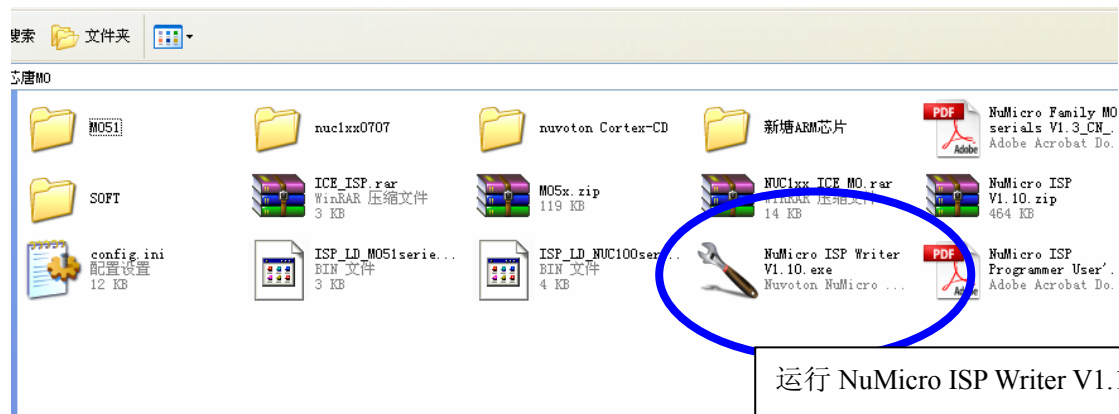 搜索 文件夹
芯唐M0
M051
nuc1xx0707
nuvoton Cortex-CD
新塘ARM芯片
PDF
Adobe
NuMicro Family M0
serials V1.3_CN_.
Adobe Acrobat Do.
SOFT
ICE_ISP.rar
WinRAR 压缩文件
3 KB
M05x.zip
119 KB
NUC1xx_ICE_M0.rar
WinRAR 压缩文件
14 KB
NuMicro ISP
V1.10.zip
464 KB
config.ini
配置设置
12 KB
ISP_LD_M051serie...
BIN 文件
3 KB
ISP_LD_NUC100ser...
BIN 文件
4 KB
NuMicro ISP Writer
V1.10.exe
Nuvoton NuMicro ...
PDF
NuMicro ISP
Programmer User'.
Adobe Acrobat Do.
运行 NuMicro ISP Writer V1.1